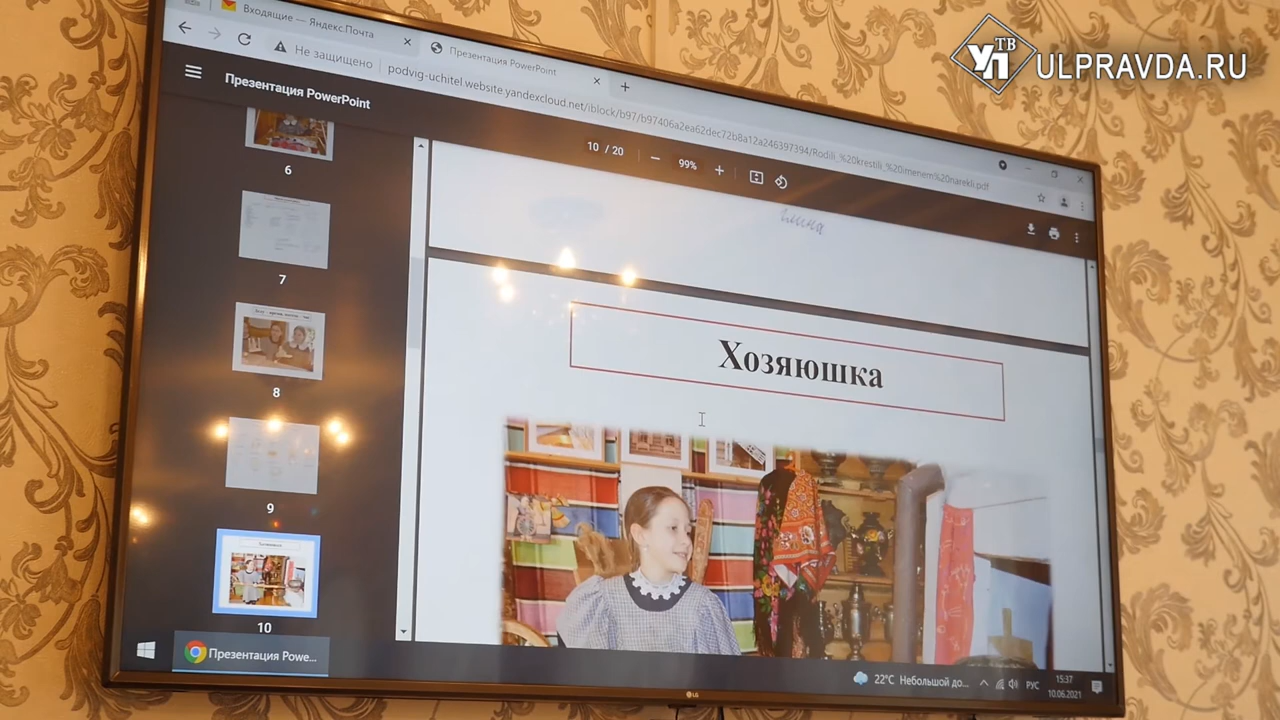 УП ТВ ULPRAVDA.RU
Входящие — Яндекс.Почта
Презентация PowerPoint
Не защищено
podvig-uchitel.website.yandexcloud.net/iblock/b97/b97406a2ea62dec72b8a12a246397394/Rodili_%20krestili_%20imenem%20narekli.pdf
Презентация PowerPoint
10 / 20
99%
6
7
8
9
10
Хозяюшка
Презентация Powe...
22°C Небольшой до...
РУС
15:37
10.06.2021
LG